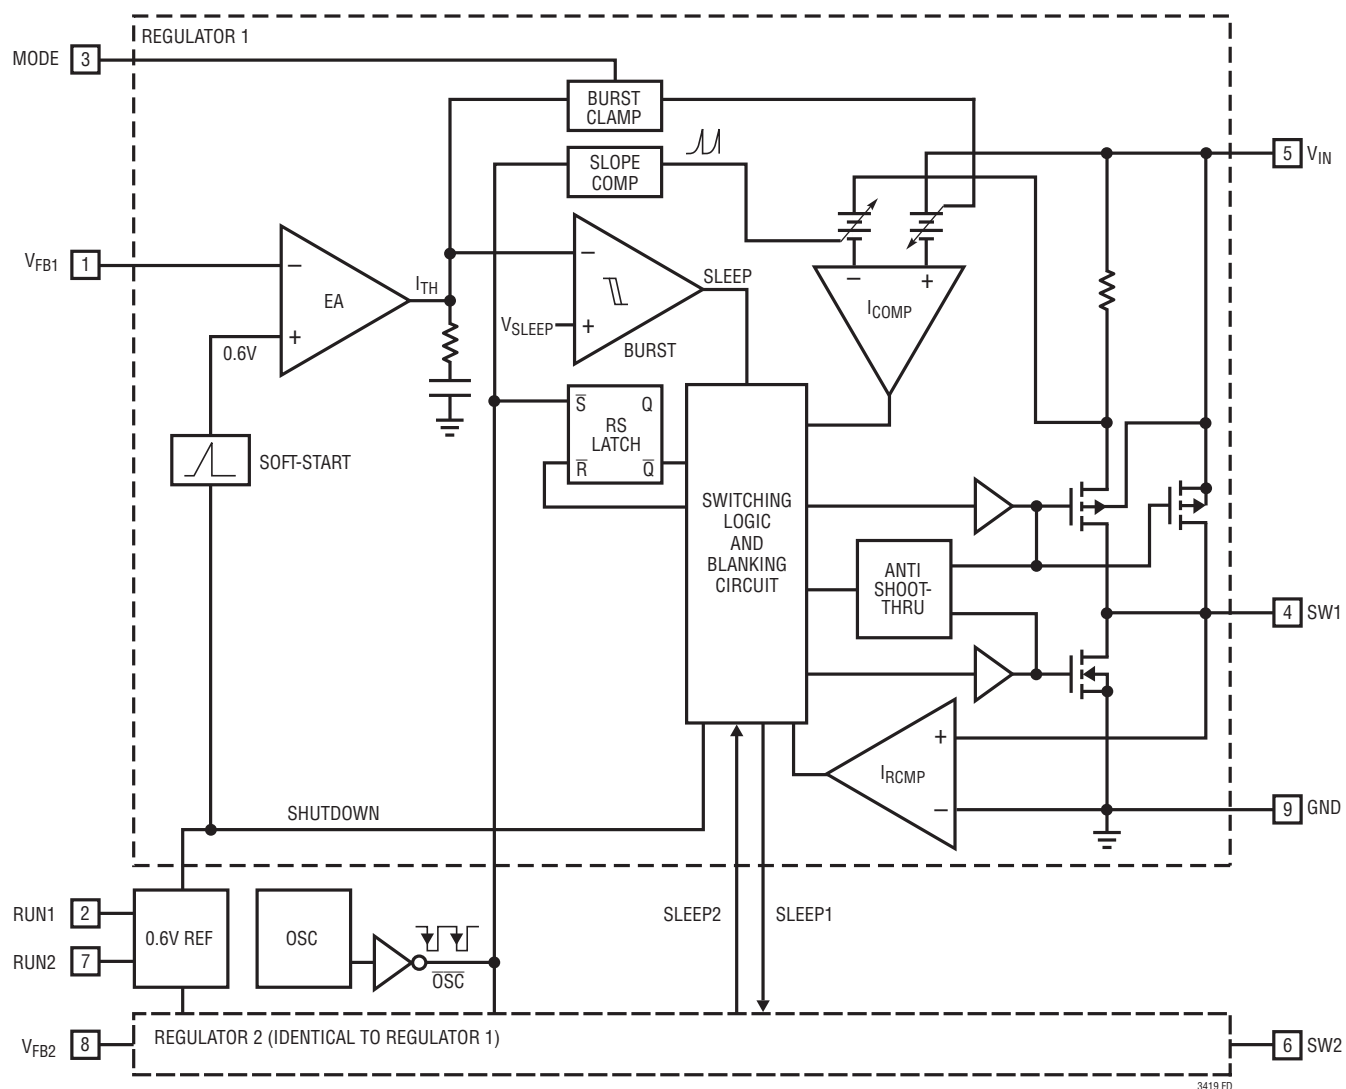 REGULATOR 1
MODE 3
BURST
CLAMP
SLOPE
COMP
5 V_IN
V_FB1 1
−
EA
+
0.6V
I_TH
−
V_SLEEP
+
BURST
SLEEP
−
+
I_COMP
S̅ Q
RS
LATCH
R̅ Q̅
SOFT-START
SWITCHING
LOGIC
AND
BLANKING
CIRCUIT
ANTI
SHOOT-
THRU
4 SW1
+
I_RCMP
−
9 GND
SHUTDOWN
RUN1 2
RUN2 7
0.6V REF
OSC
O̅S̅C̅
SLEEP2
SLEEP1
V_FB2 8
REGULATOR 2 (IDENTICAL TO REGULATOR 1)
6 SW2
3419 FD